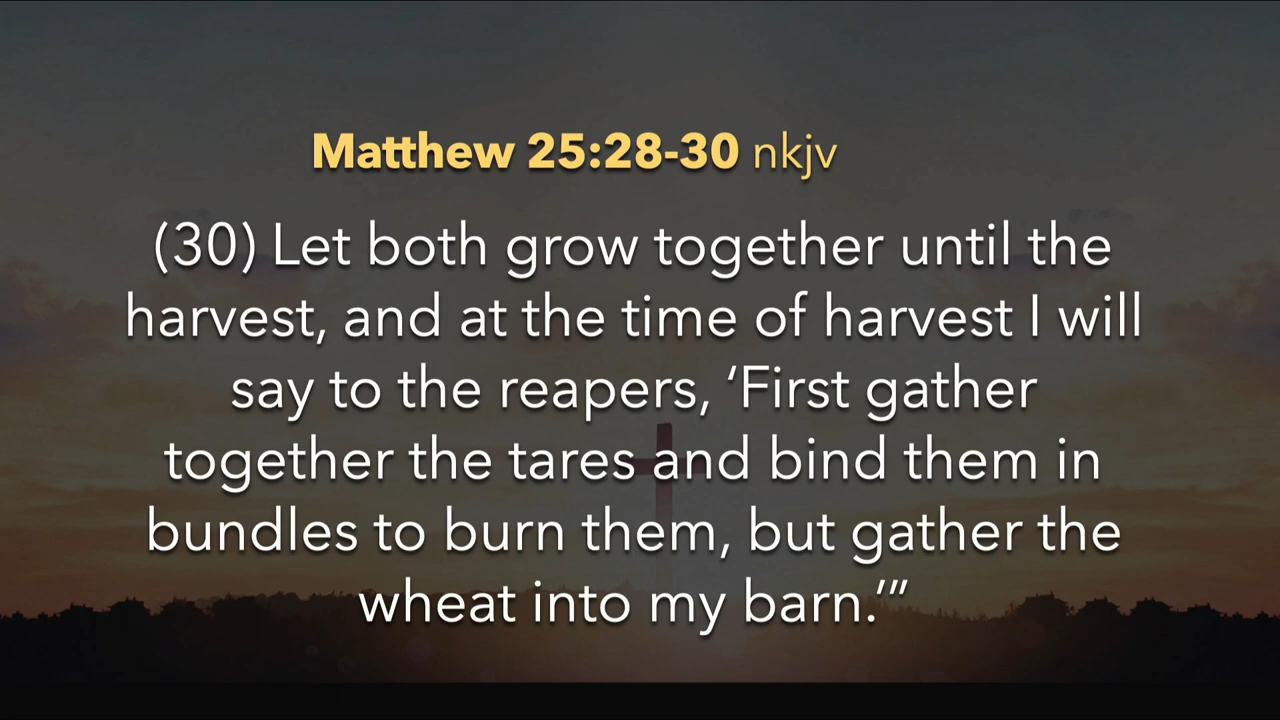 Matthew 25:28-30 nkjv
(30) Let both grow together until the
harvest, and at the time of harvest I will
say to the reapers, ‘First gather
together the tares and bind them in
bundles to burn them, but gather the
wheat into my barn.’”